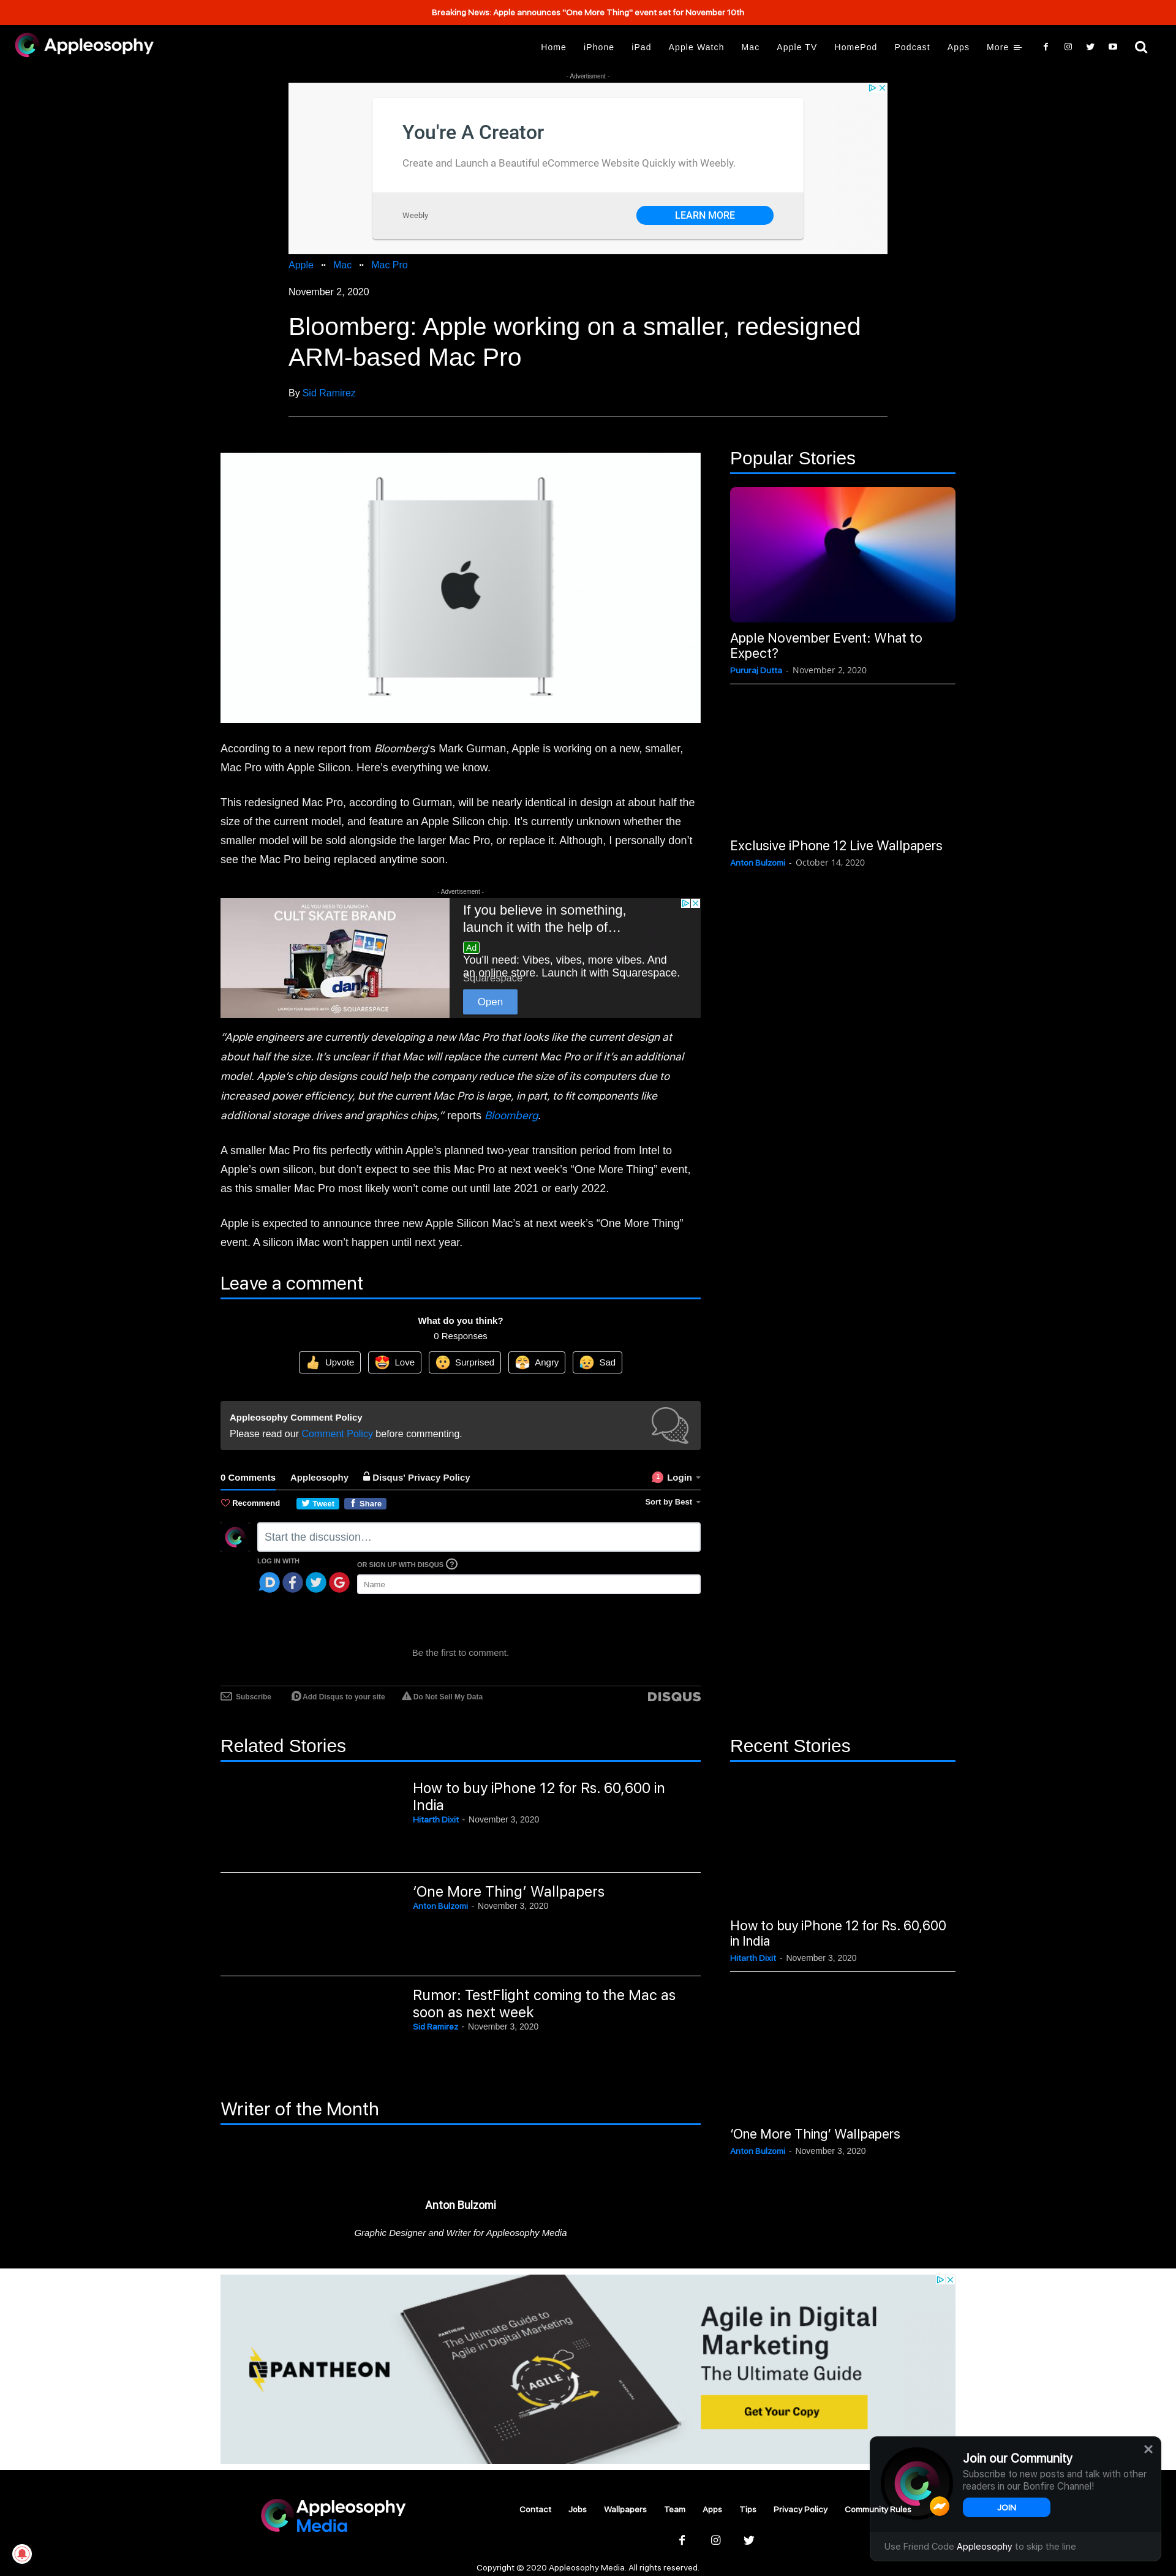 Breaking News: Apple announces "One More Thing" event set for November 10th
Appleosophy
Home iPhone iPad Apple Watch Mac Apple TV HomePod Podcast Apps More
- Advertisment -
You're A Creator
Create and Launch a Beautiful eCommerce Website Quickly with Weebly.
Weebly
LEARN MORE
Apple Mac Mac Pro
November 2, 2020
Bloomberg: Apple working on a smaller, redesigned
ARM-based Mac Pro
By Sid Ramirez
According to a new report from Bloomberg's Mark Gurman, Apple is working on a new, smaller,
Mac Pro with Apple Silicon. Here’s everything we know.
This redesigned Mac Pro, according to Gurman, will be nearly identical in design at about half the
size of the current model, and feature an Apple Silicon chip. It’s currently unknown whether the
smaller model will be sold alongside the larger Mac Pro, or replace it. Although, I personally don’t
see the Mac Pro being replaced anytime soon.
- Advertisement -
ALL YOU NEED TO LAUNCH A
CULT SKATE BRAND
dank
LAUNCH YOUR WEBSITE WITH SQUARESPACE
If you believe in something,
launch it with the help of…
Ad
You'll need: Vibes, vibes, more vibes. And
an online store. Launch it with Squarespace.
Squarespace
Open
“Apple engineers are currently developing a new Mac Pro that looks like the current design at
about half the size. It’s unclear if that Mac will replace the current Mac Pro or if it’s an additional
model. Apple’s chip designs could help the company reduce the size of its computers due to
increased power efficiency, but the current Mac Pro is large, in part, to fit components like
additional storage drives and graphics chips,” reports Bloomberg.
A smaller Mac Pro fits perfectly within Apple’s planned two-year transition period from Intel to
Apple’s own silicon, but don’t expect to see this Mac Pro at next week’s “One More Thing” event,
as this smaller Mac Pro most likely won’t come out until late 2021 or early 2022.
Apple is expected to announce three new Apple Silicon Mac’s at next week’s “One More Thing”
event. A silicon iMac won’t happen until next year.
Leave a comment
What do you think?
0 Responses
Upvote Love Surprised Angry Sad
Appleosophy Comment Policy
Please read our Comment Policy before commenting.
0 Comments Appleosophy Disqus' Privacy Policy 1 Login
Recommend Tweet Share Sort by Best
Start the discussion…
LOG IN WITH
OR SIGN UP WITH DISQUS ?
Name
Be the first to comment.
Subscribe Add Disqus to your site Do Not Sell My Data DISQUS
Popular Stories
Apple November Event: What to
Expect?
Pururaj Dutta - November 2, 2020
Exclusive iPhone 12 Live Wallpapers
Anton Bulzomi - October 14, 2020
Related Stories
How to buy iPhone 12 for Rs. 60,600 in
India
Hitarth Dixit - November 3, 2020
‘One More Thing’ Wallpapers
Anton Bulzomi - November 3, 2020
Rumor: TestFlight coming to the Mac as
soon as next week
Sid Ramirez - November 3, 2020
Writer of the Month
Anton Bulzomi
Graphic Designer and Writer for Appleosophy Media
Recent Stories
How to buy iPhone 12 for Rs. 60,600
in India
Hitarth Dixit - November 3, 2020
‘One More Thing’ Wallpapers
Anton Bulzomi - November 3, 2020
PANTHEON
PANTHEON
The Ultimate Guide to
Agile in Digital Marketing
AGILE
Agile in Digital
Marketing
The Ultimate Guide
Get Your Copy
Join our Community
Subscribe to new posts and talk with other
readers in our Bonfire Channel!
JOIN
Use Friend Code Appleosophy to skip the line
Appleosophy
Media
Contact Jobs Wallpapers Team Apps Tips Privacy Policy Community Rules
Copyright © 2020 Appleosophy Media. All rights reserved.